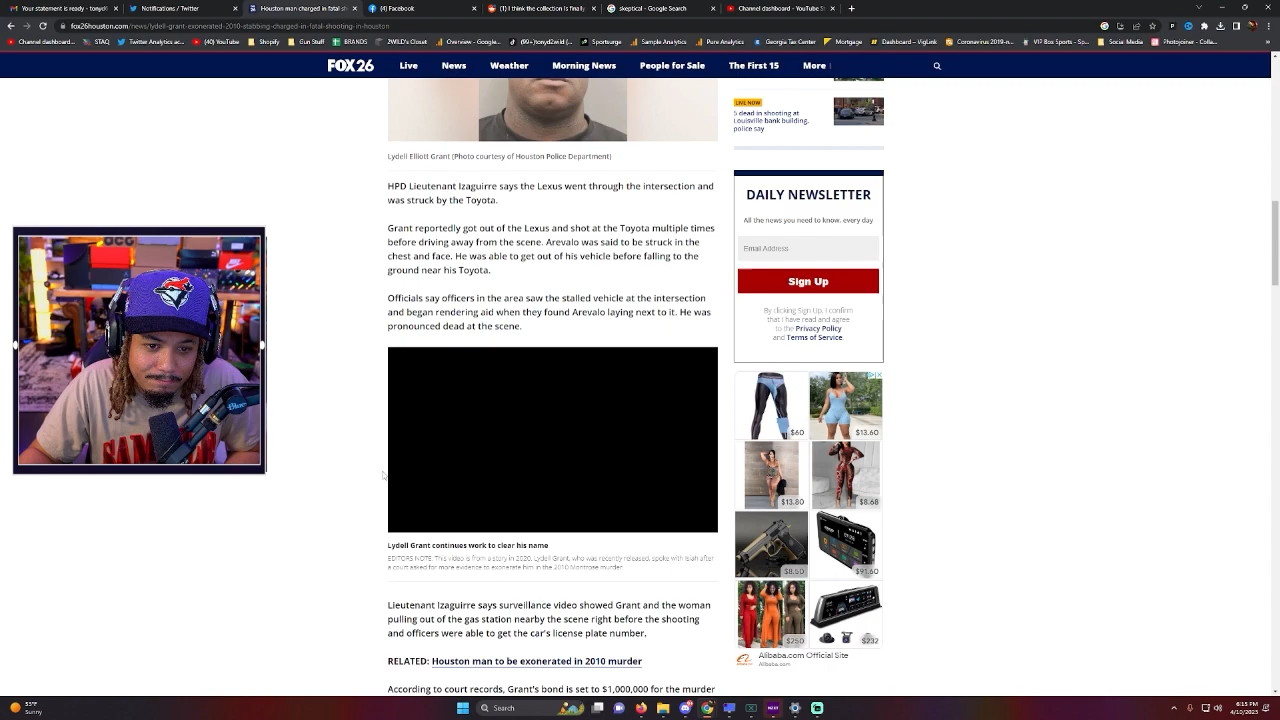 Your statement is ready - tonydi
Twitter
Houston man charged in fatal sh
(4) Facebook
(1) touche collection - Search
gunspot - Google Search
Channel dashboard - YouTube St
fox26houston.com/news/lydell-grant-exonerated-2010-stabbing-charged-in-fatal-shooting-in-houston
Channel dashboard...
STAQ
Twitter Analytics ac...
(40) YouTube
Shopify
Gun Stuff
BRANDS
2WILD's Closet
Overview - Google...
(99+)tonyd2wild (...
Sportsurge
Sample Analytics
Pure Analytics
Georgia Tax Center
Mortgage
Dashboard – VigLink
Coronavirus 2019-n...
VIP Box Sports - Sp...
Social Media
Photopinet - Colla...
FOX 26
Live
News
Weather
Morning News
People for Sale
The First 15
More
Lydell Elliott Grant (Photo courtesy of Houston Police Department)
HPD Lieutenant Izaguirre says the Lexus went through the intersection and
was struck by the Toyota.
Grant reportedly got out of the Lexus and shot at the Toyota multiple times
before driving away from the scene. Arevalo was said to be struck in the
chest and face. He was able to get out of his vehicle before falling to the
ground near his Toyota.
Officials say officers in the area saw the stalled vehicle at the intersection
and began rendering aid when they found Arevalo laying next to it. He was
pronounced dead at the scene.
Lydell Grant continues work to clear his name
EDITORS NOTE: This video is from a story in 2020. Lydell Grant, who was recently released, spoke with Isiah after
a court asked for more evidence to exonerate him in the 2010 Montrose murder
Lieutenant Izaguirre says surveillance video showed Grant and the woman
pulling out of the gas station nearby the scene right before the shooting
and officers were able to get the car's license plate number.
RELATED: Houston man to be exonerated in 2010 murder
According to court records, Grant's bond is set to $1,000,000 for the murder
LIVE NOW
5 dead in shooting at
Louisville bank building,
police say
DAILY NEWSLETTER
All the news you need to know, every day
Email Address
Sign Up
By clicking Sign Up, I confirm
that I have read and agree
to the Privacy Policy
and Terms of Service.
$60
$13.60
$13.80
$8.68
$8.50
$91.60
$250
$232
Alibaba.com Official Site
Alibaba.com
53°F
Sunny
Search
6:15 PM
4/10/2023